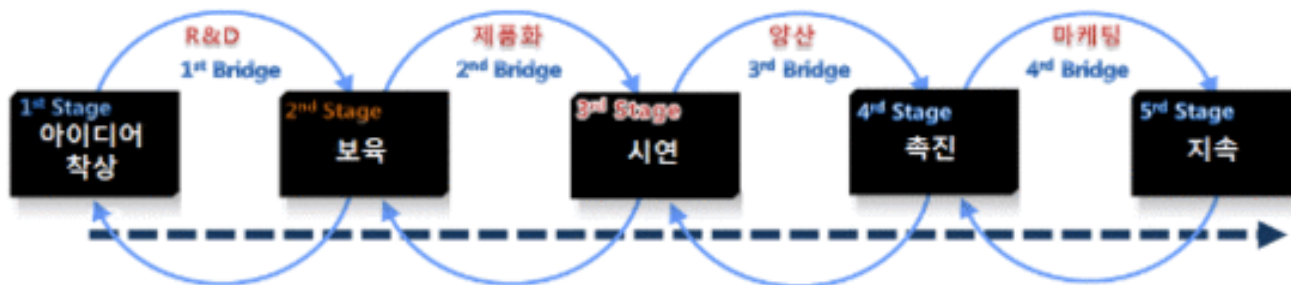 R&D
1st Bridge
제품화
2nd Bridge
양산
3rd Bridge
마케팅
4rd Bridge
1st Stage
아이디어
착상
2nd Stage
보육
3rd Stage
시연
4rd Stage
촉진
5rd Stage
지속